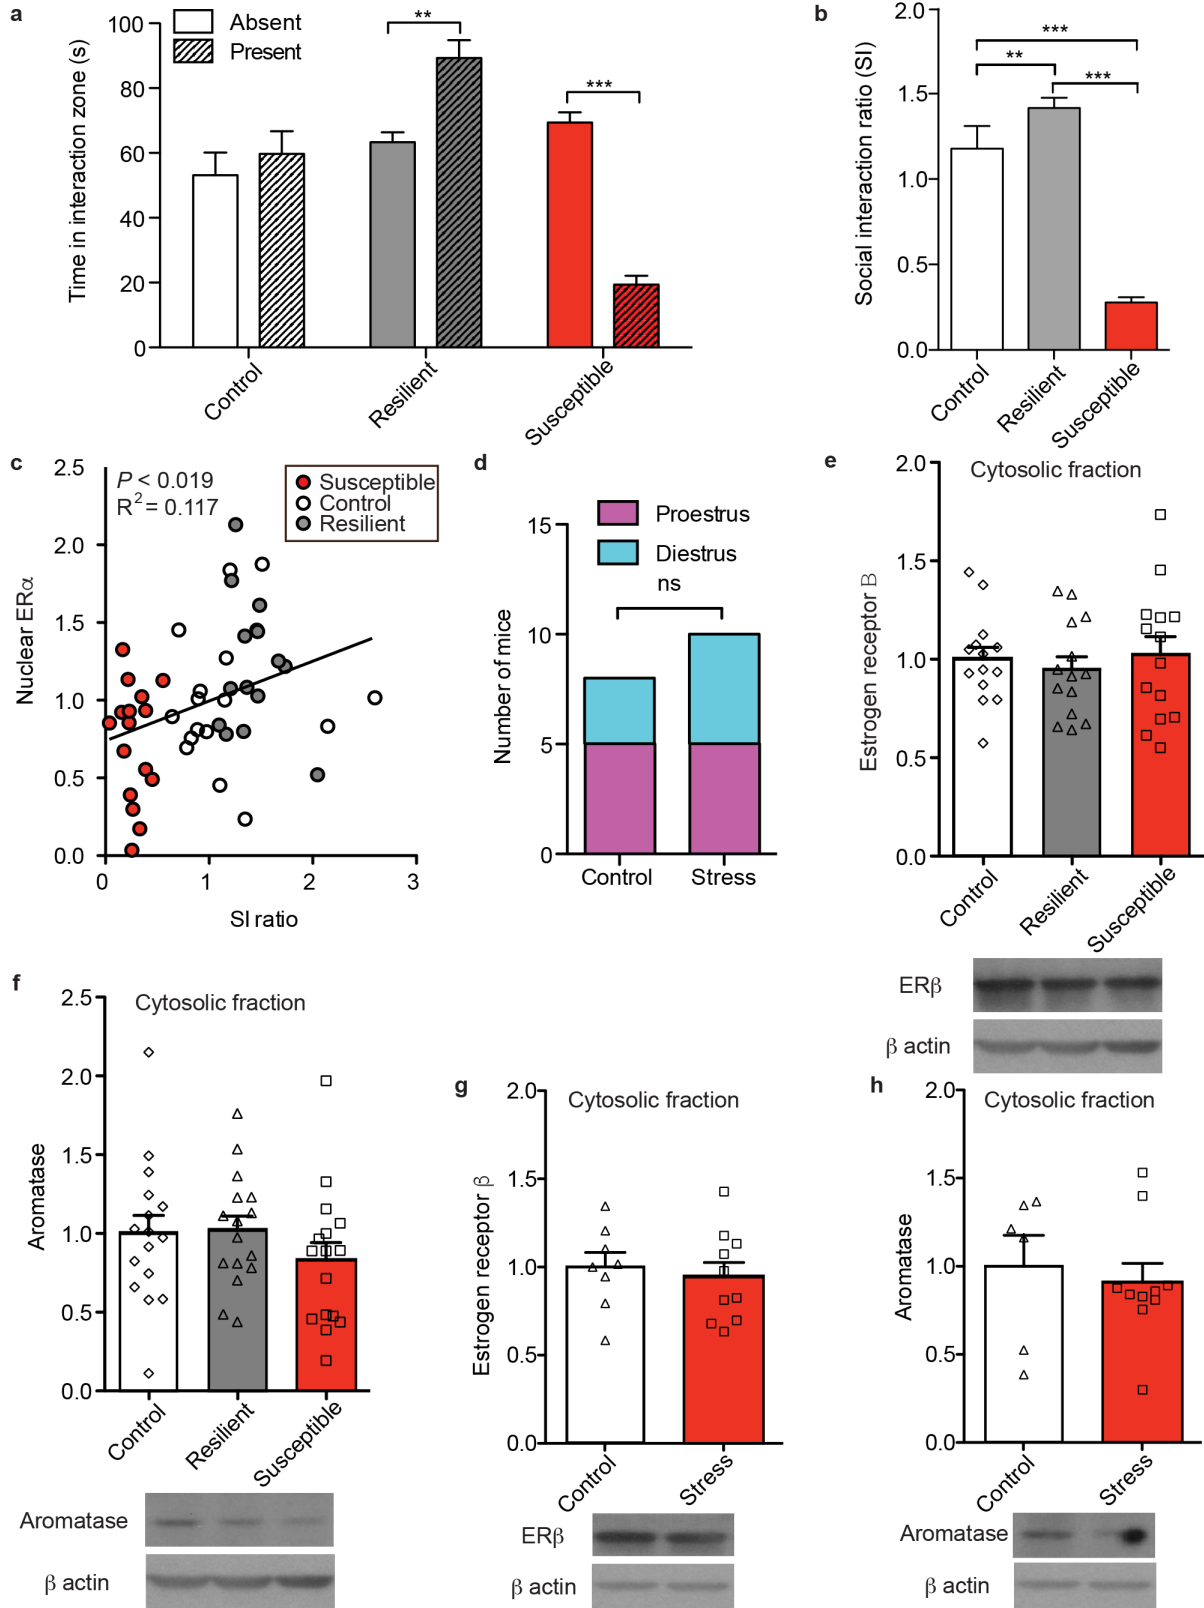 a
Time in interaction zone (s)
100
80
60
40
20
0
Absent
Present
**
***
Control
Resilient
Susceptible
b
Social interaction ratio (SI)
2.0
1.5
1.0
0.5
0.0
***
**
***
Control
Resilient
Susceptible
c
Nuclear ERα
2.5
2.0
1.5
1.0
0.5
0.0
P < 0.019
R2 = 0.117
Susceptible
Control
Resilient
0
1
2
3
SI ratio
d
Number of mice
15
10
5
0
Proestrus
Diestrus
ns
Control
Stress
e
Cytosolic fraction
Estrogen receptor B
2.0
1.5
1.0
0.5
0.0
Control
Resilient
Susceptible
ERβ
β actin
f
Cytosolic fraction
Aromatase
2.5
2.0
1.5
1.0
0.5
0.0
Control
Resilient
Susceptible
Aromatase
β actin
g
Cytosolic fraction
Estrogen receptor β
2.0
1.5
1.0
0.5
0.0
Control
Stress
ERβ
β actin
h
Cytosolic fraction
Aromatase
2.0
1.5
1.0
0.5
0.0
Control
Stress
Aromatase
β actin